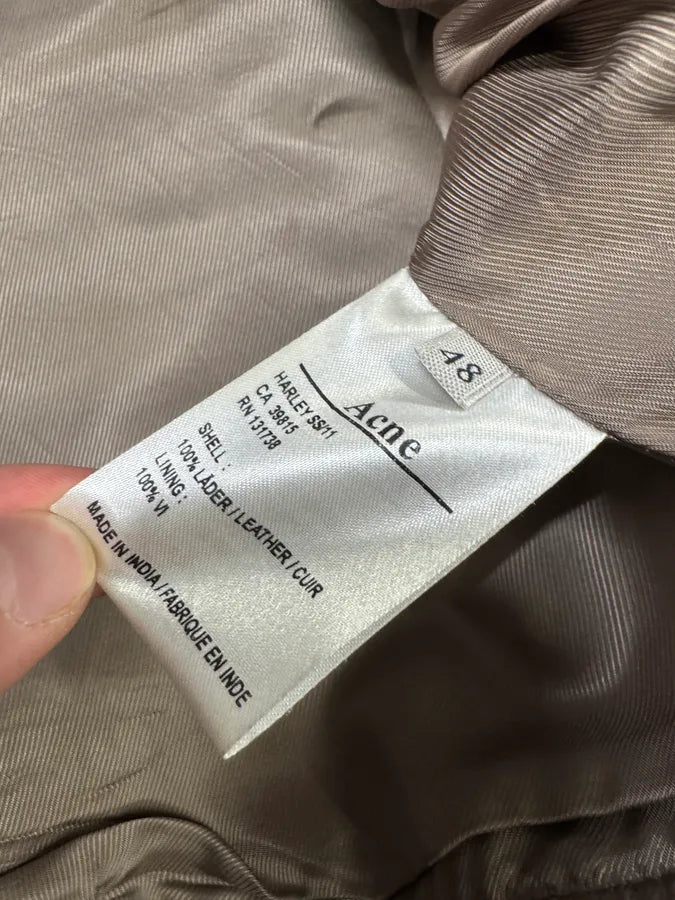 48
Acne
HARLEY SS/11
CA 39815
RN 131738
SHELL :
100% LÄDER / LEATHER / CUIR
LINING :
100% VI
MADE IN INDIA / FABRIQUE EN INDE